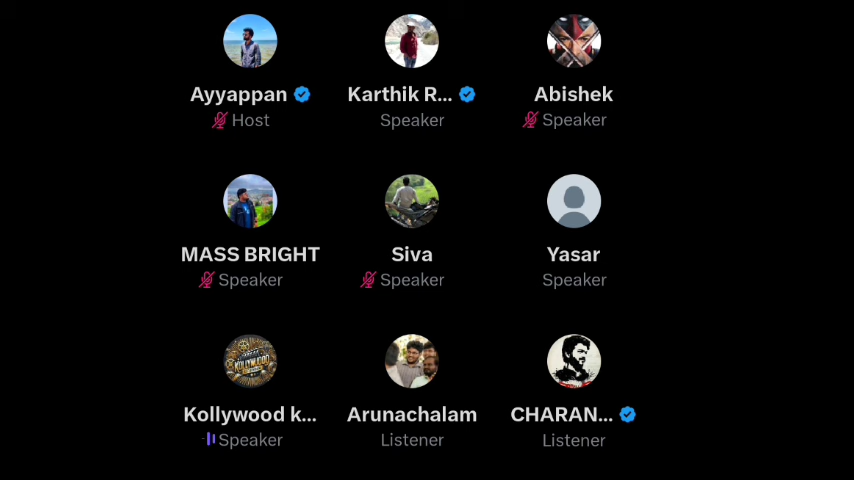 Ayyappan
Karthik R...
Abishek
Host
Speaker
Speaker
MASS BRIGHT
Siva
Yasar
Speaker
Speaker
Speaker
KOLLYWOOD
Kollywood k...
Arunachalam
CHARAN...
Speaker
Listener
Listener